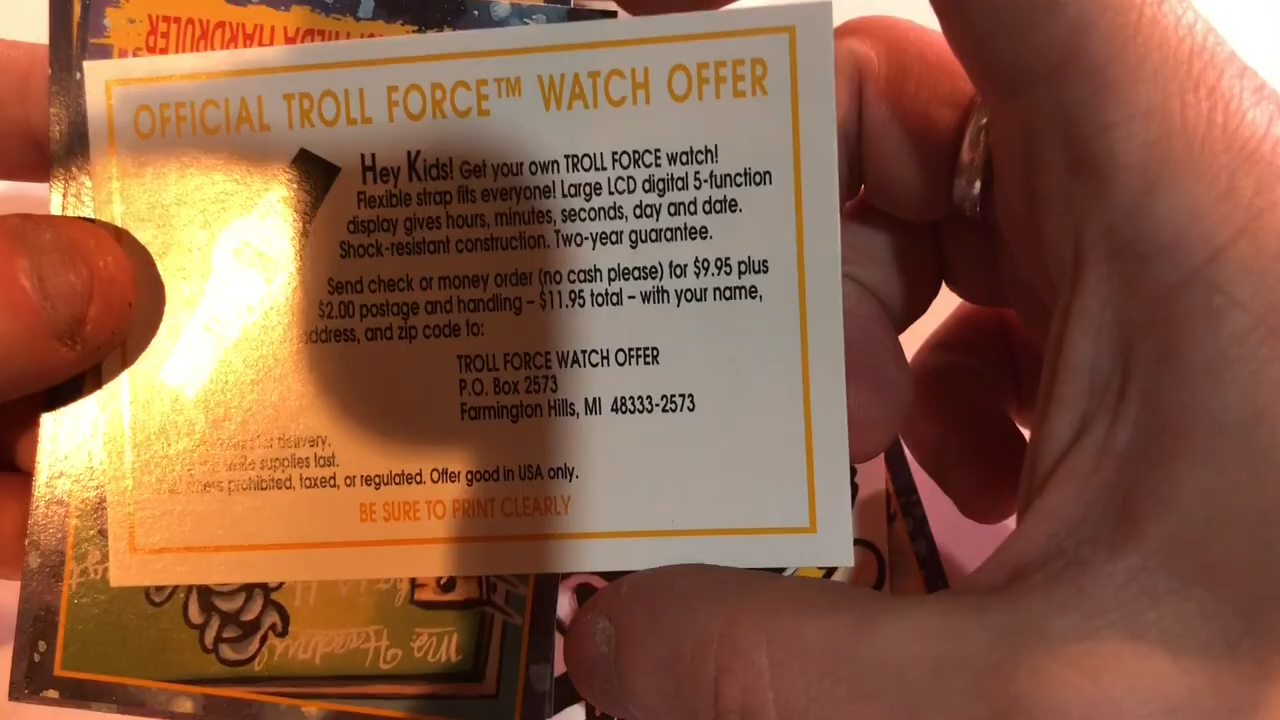 HILDA HARDRULER
OFFICIAL TROLL FORCE™ WATCH OFFER
Hey Kids! Get your own TROLL FORCE watch!
Flexible strap fits everyone! Large LCD digital 5-function
display gives hours, minutes, seconds, day and date.
Shock-resistant construction. Two-year guarantee.
Send check or money order (no cash please) for $9.95 plus
$2.00 postage and handling – $11.95 total – with your name,
address, and zip code to:
TROLL FORCE WATCH OFFER
P.O. Box 2573
Farmington Hills, MI 48333-2573
for delivery.
while supplies last.
where prohibited, taxed, or regulated. Offer good in USA only.
BE SURE TO PRINT CLEARLY